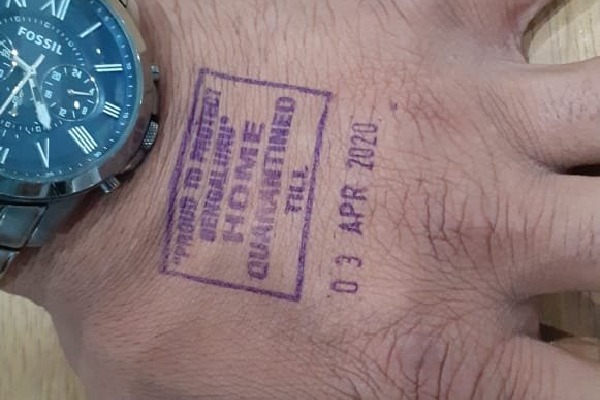 FOSSIL
"PROUD TO PROTECT
BENGALURU"
HOME
QUARANTINED
TILL
03 APR 2020